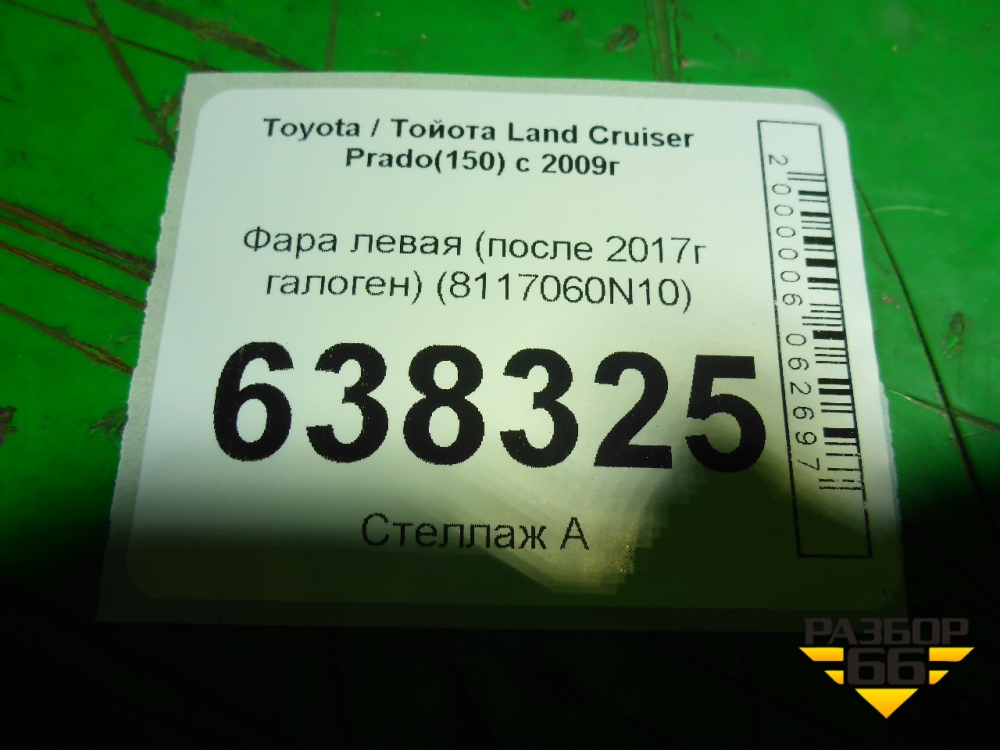 Toyota / Тойота Land Cruiser
Prado(150) с 2009г
Фара левая (после 2017г
галоген) (8117060N10)
638325
Стеллаж А
2000006062697
РАЗБОР
66